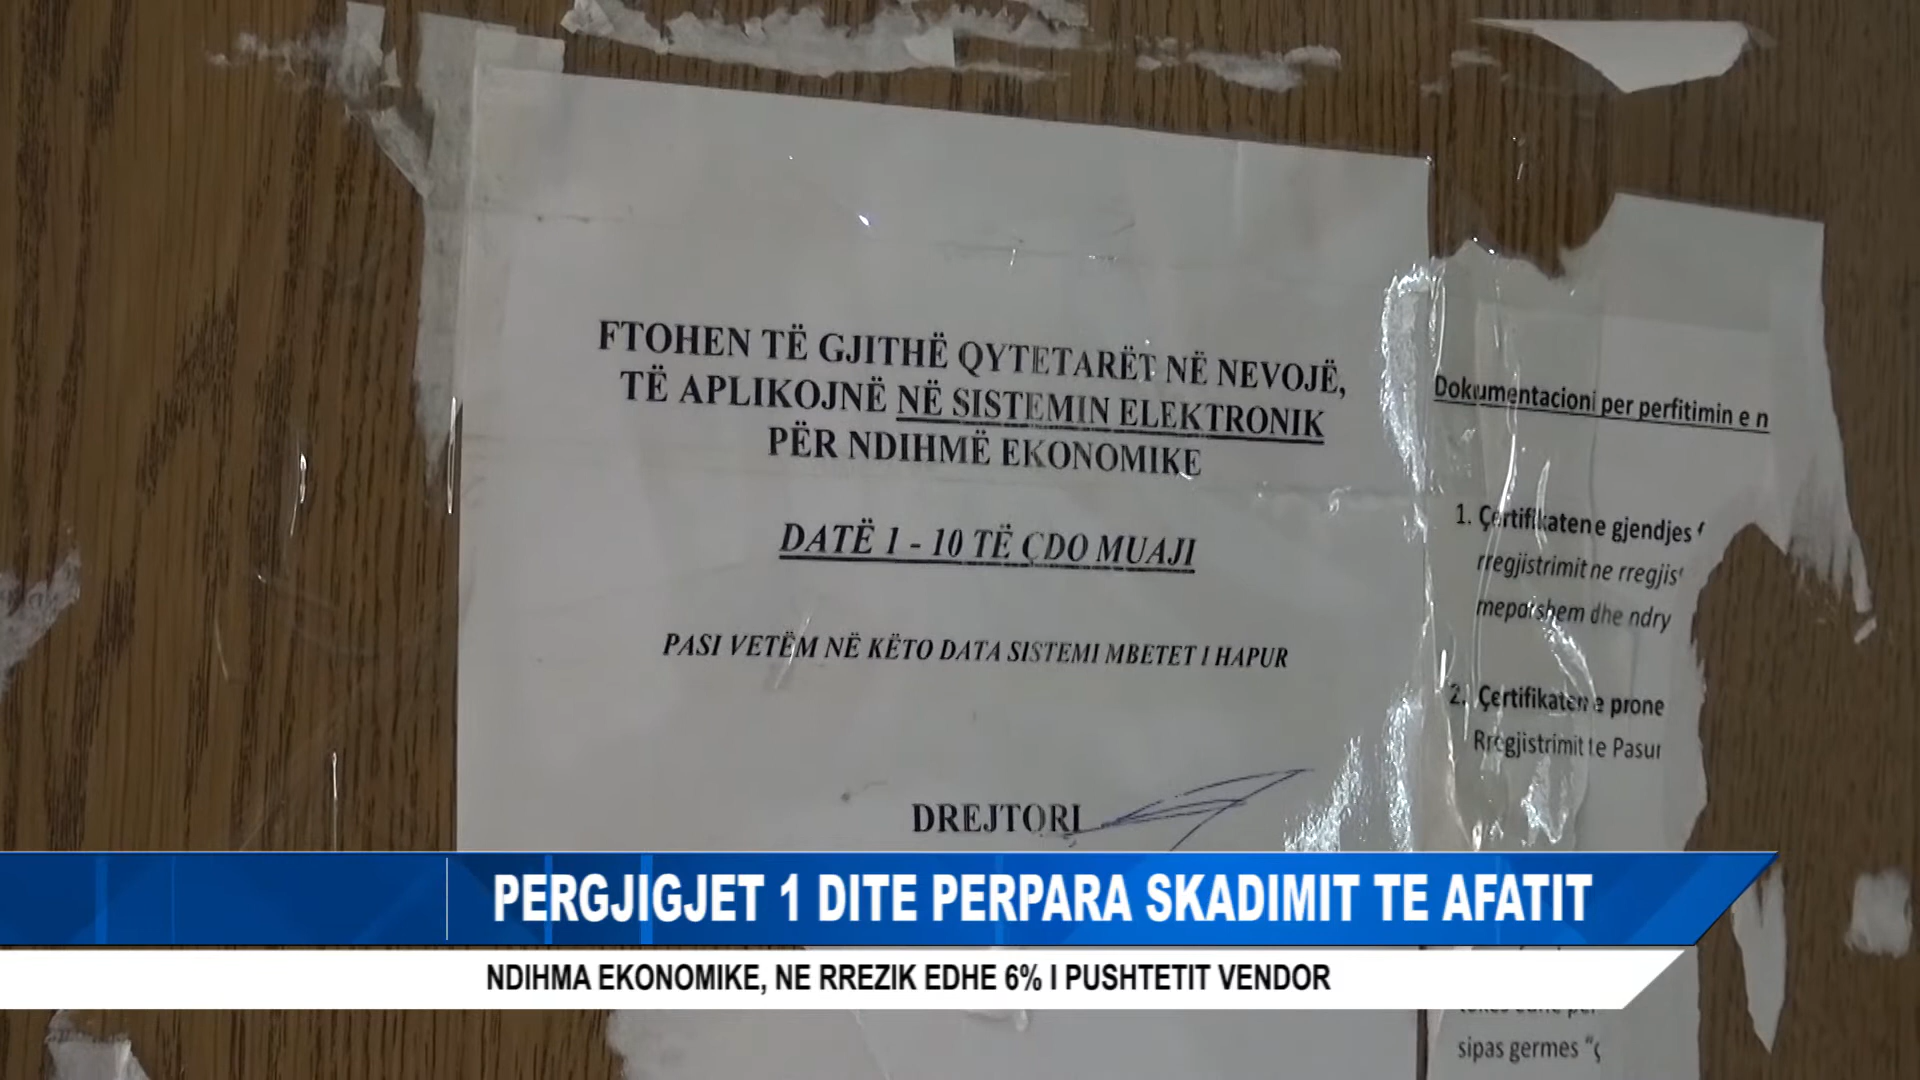 FTOHEN TË GJITHË QYTETARËT NË NEVOJË,
TË APLIKOJNË NË SISTEMIN ELEKTRONIK
PËR NDIHMË EKONOMIKE
DATË 1 - 10 TË ÇDO MUAJI
PASI VETËM NË KËTO DATA SISTEMI MBETET I HAPUR
DREJTORI
Dokumentacioni per perfitimin e n
1. Çertifikaten e gjendjes
rregjistrimit ne rregjis
meparshem dhe ndry
2. Çertifikaten e prone
Rregjistrimit te Pasur
sipas germes "ç
PERGJIGJET 1 DITE PERPARA SKADIMIT TE AFATIT
NDIHMA EKONOMIKE, NE RREZIK EDHE 6% I PUSHTETIT VENDOR